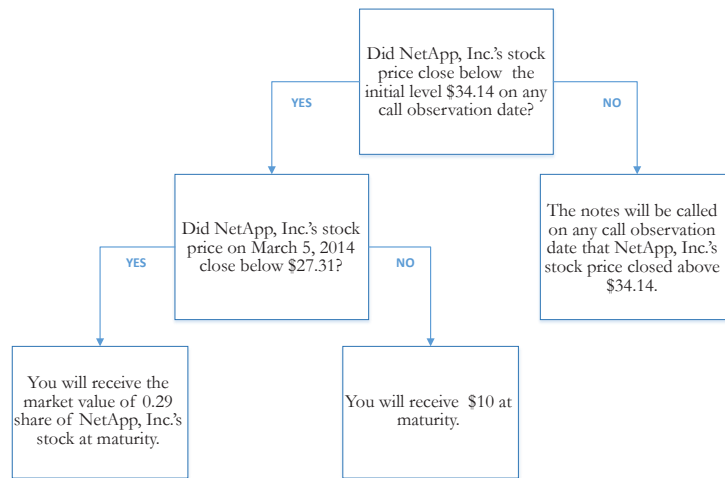 Did NetApp, Inc.'s stock
price close below the
initial level $34.14 on any
call observation date?
YES
NO
Did NetApp, Inc.'s stock
price on March 5, 2014
close below $27.31?
The notes will be called
on any call observation
date that NetApp, Inc.'s
stock price closed above
$34.14.
YES
NO
You will receive the
market value of 0.29
share of NetApp, Inc.'s
stock at maturity.
You will receive $10 at
maturity.